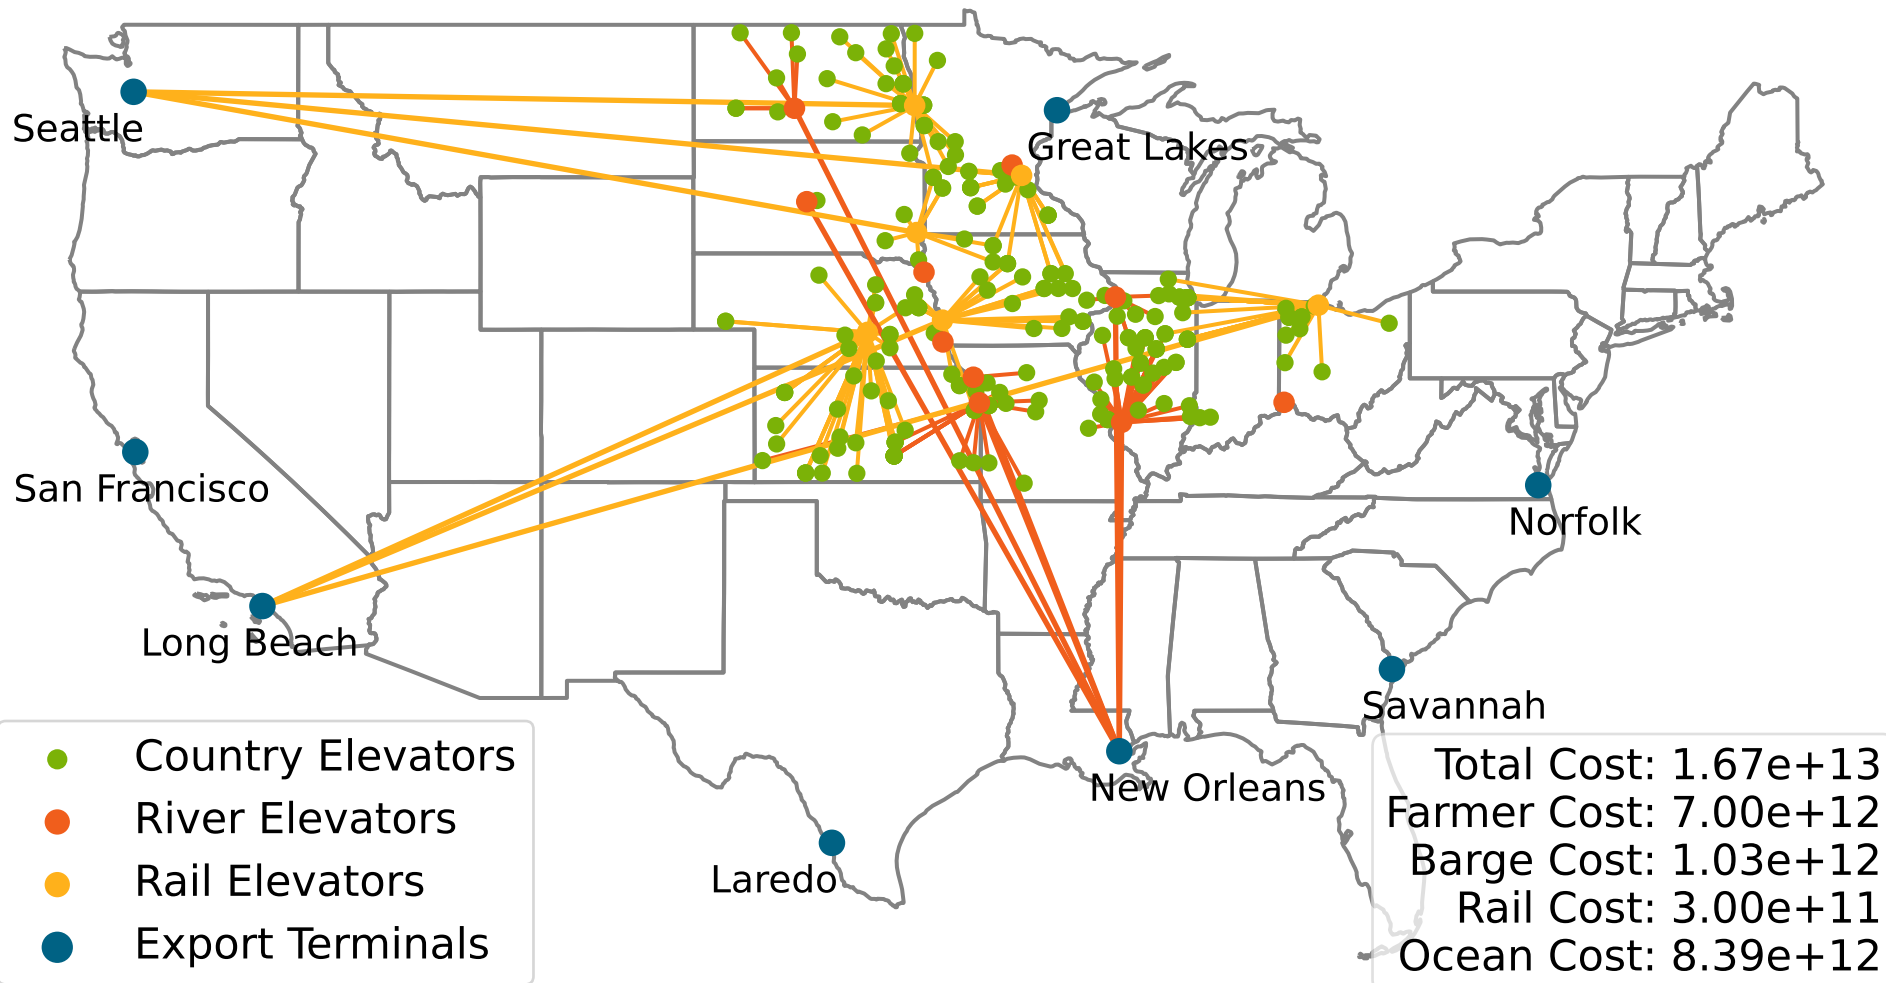 Seattle
Great Lakes
San Francisco
Norfolk
Long Beach
Savannah
New Orleans
Laredo
Country Elevators
River Elevators
Rail Elevators
Export Terminals
Total Cost: 1.67e+13
Farmer Cost: 7.00e+12
Barge Cost: 1.03e+12
Rail Cost: 3.00e+11
Ocean Cost: 8.39e+12